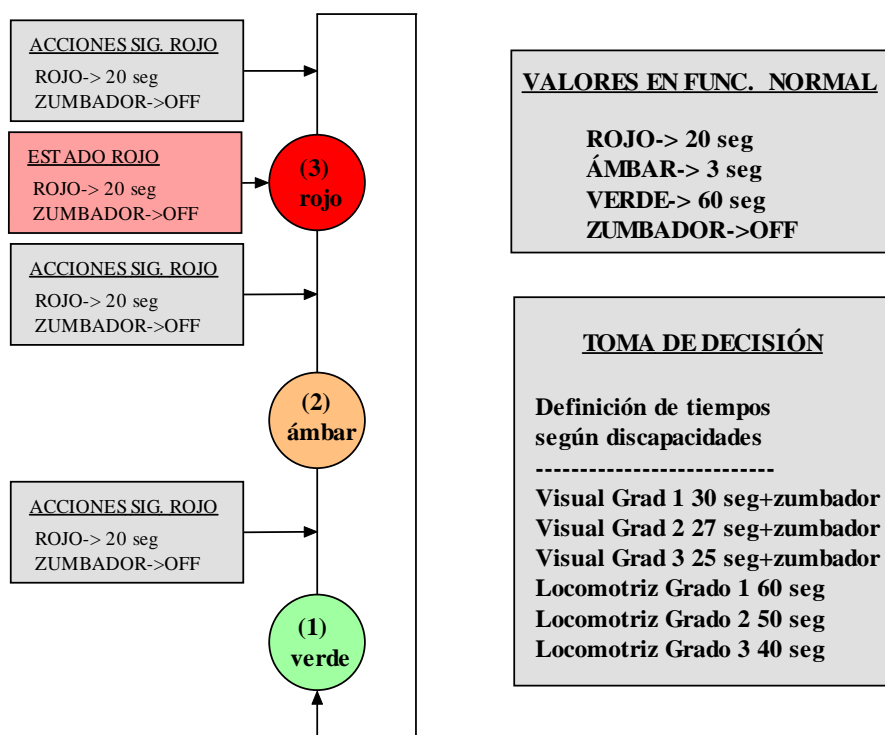 ACCIONES SIG. ROJO
ROJO-> 20 seg
ZUMBADOR->OFF
ESTADO ROJO
ROJO-> 20 seg
ZUMBADOR->OFF
(3)
rojo
ACCIONES SIG. ROJO
ROJO-> 20 seg
ZUMBADOR->OFF
(2)
ámbar
ACCIONES SIG. ROJO
ROJO-> 20 seg
ZUMBADOR->OFF
(1)
verde
VALORES EN FUNC. NORMAL
ROJO-> 20 seg
ÁMBAR-> 3 seg
VERDE-> 60 seg
ZUMBADOR->OFF
TOMA DE DECISIÓN
Definición de tiempos
según discapacidades
---------------------------
Visual Grad 1 30 seg+zumbador
Visual Grad 2 27 seg+zumbador
Visual Grad 3 25 seg+zumbador
Locomotriz Grado 1 60 seg
Locomotriz Grado 2 50 seg
Locomotriz Grado 3 40 seg